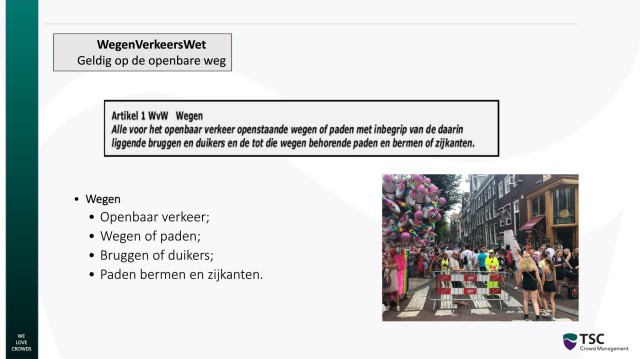 WegenVerkeersWet
Geldig op de openbare weg
Artikel 1 WvW Wegen
Alle voor het openbaar verkeer openstaande wegen of paden met inbegrip van de daarin
liggende bruggen en duikers en de tot die wegen behorende paden en bermen of zijkanten.
• Wegen
• Openbaar verkeer;
• Wegen of paden;
• Bruggen of duikers;
• Paden bermen en zijkanten.
WE
LOVE
CROWDS
TSC
Crowd Management